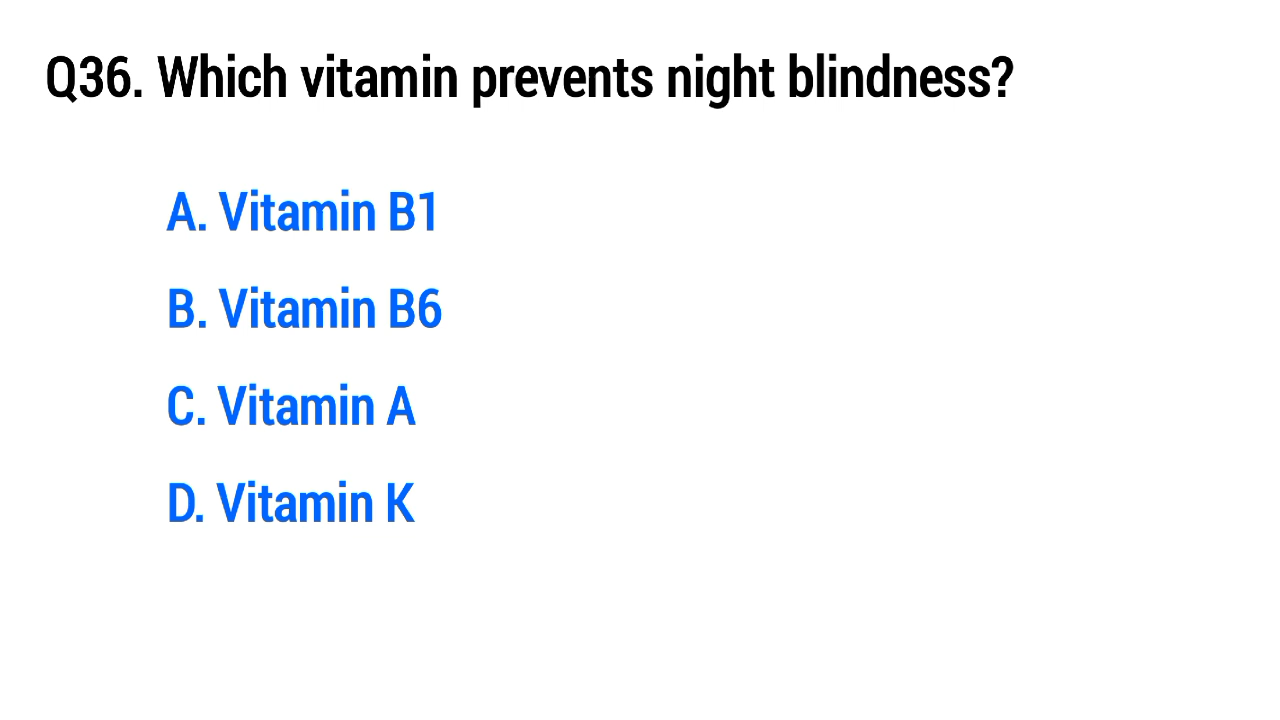 Q36. Which vitamin prevents night blindness?
A. Vitamin B1
B. Vitamin B6
C. Vitamin A
D. Vitamin K